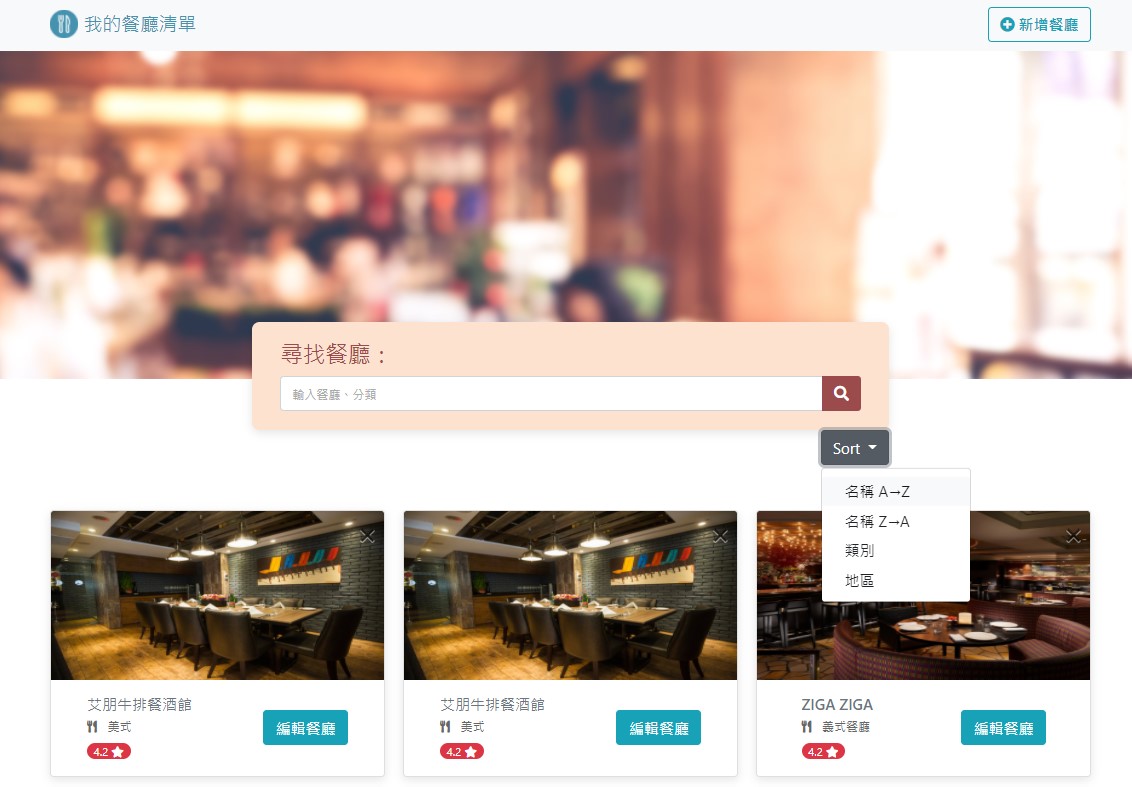 我的餐廳清單
新增餐廳
尋找餐廳：
輸入餐廳、分類
Sort
名稱 A→Z
名稱 Z→A
類別
地區
艾朋牛排餐酒館
美式
4.2
編輯餐廳
艾朋牛排餐酒館
美式
4.2
編輯餐廳
ZIGA ZIGA
義式餐廳
4.2
編輯餐廳